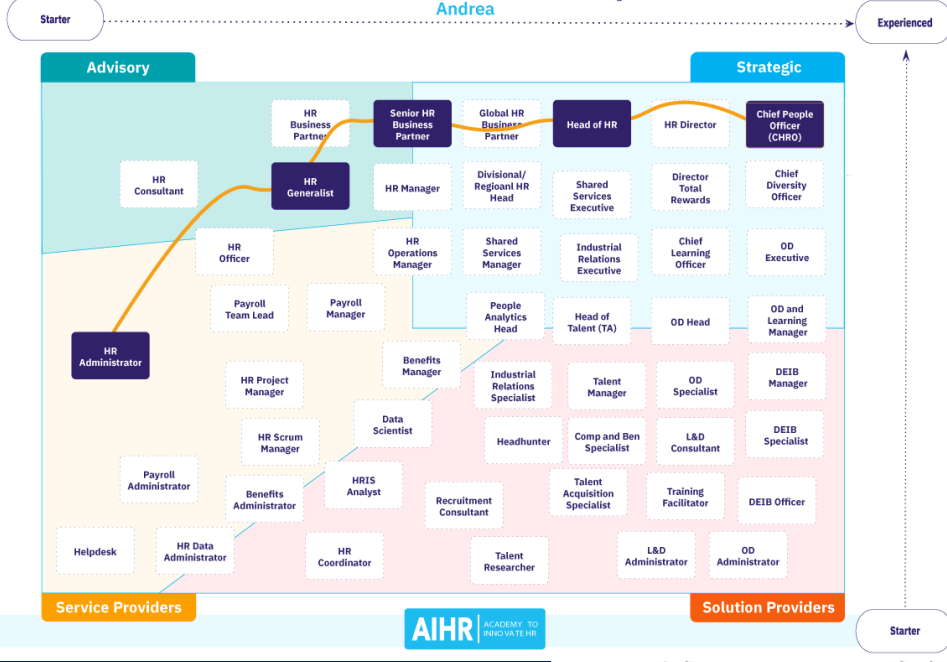 Andrea
Starter
Experienced
Advisory
Strategic
HR
Business
Partner
Senior HR
Business
Partner
Global HR
Business
Partner
Head of HR
HR Director
Chief People
Officer
(CHRO)
HR
Consultant
HR
Generalist
HR Manager
Divisional/
Regioanl HR
Head
Shared
Services
Executive
Director
Total
Rewards
Chief
Diversity
Officer
HR
Officer
HR
Operations
Manager
Shared
Services
Manager
Industrial
Relations
Executive
Chief
Learning
Officer
OD
Executive
Payroll
Team Lead
Payroll
Manager
People
Analytics
Head
Head of
Talent (TA)
OD Head
OD and
Learning
Manager
HR
Administrator
HR Project
Manager
Benefits
Manager
Industrial
Relations
Specialist
Talent
Manager
OD
Specialist
DEIB
Manager
HR Scrum
Manager
Data
Scientist
Headhunter
Comp and Ben
Specialist
L&D
Consultant
DEIB
Specialist
Payroll
Administrator
Benefits
Administrator
HRIS
Analyst
Recruitment
Consultant
Talent
Acquisition
Specialist
Training
Facilitator
DEIB Officer
Helpdesk
HR Data
Administrator
HR
Coordinator
Talent
Researcher
L&D
Administrator
OD
Administrator
Service Providers
Solution Providers
AIHR
ACADEMY TO
INNOVATE HR
Starter